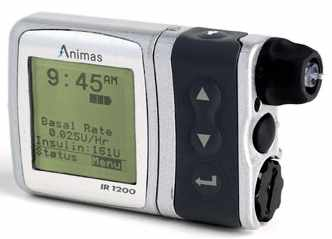 Animas
9:45AM
Basal Rate
0.025U/Hr
Insulin:161U
Status Menu
IR 1200